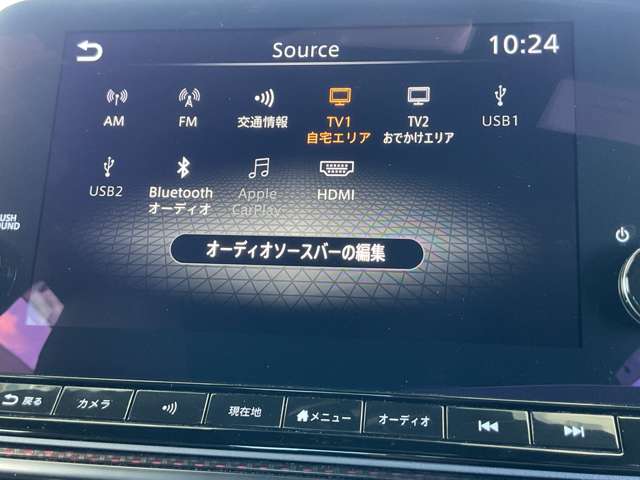 Source
10:24
AM
FM
交通情報
TV1
自宅エリア
TV2
おでかけエリア
USB1
USB2
Bluetooth
オーディオ
Apple
CarPlay
HDMI
オーディオソースバーの編集
戻る
カメラ
現在地
メニュー
オーディオ